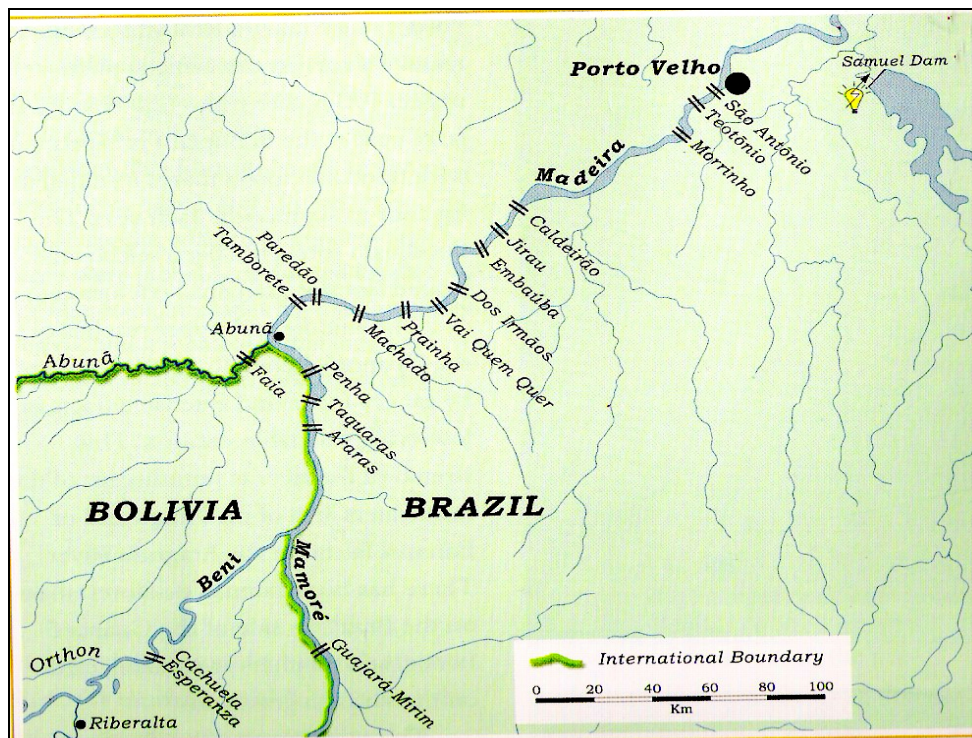 Samuel Dam
Porto Velho
São Antônio
Teotônio
Morrinho
Madeira
Caldeirão
Jirau
Embaúba
Dos Irmãos
Vai Quem Quer
Prainha
Machado
Paredão
Tamborete
Abunã
Abunã
Faia
Penha
Taquaras
Araras
BOLIVIA
BRAZIL
Beni
Mamoré
Guajará-Mirim
Orthon
Cachuela
Esperanza
Riberalta
International Boundary
0 20 40 60 80 100
Km